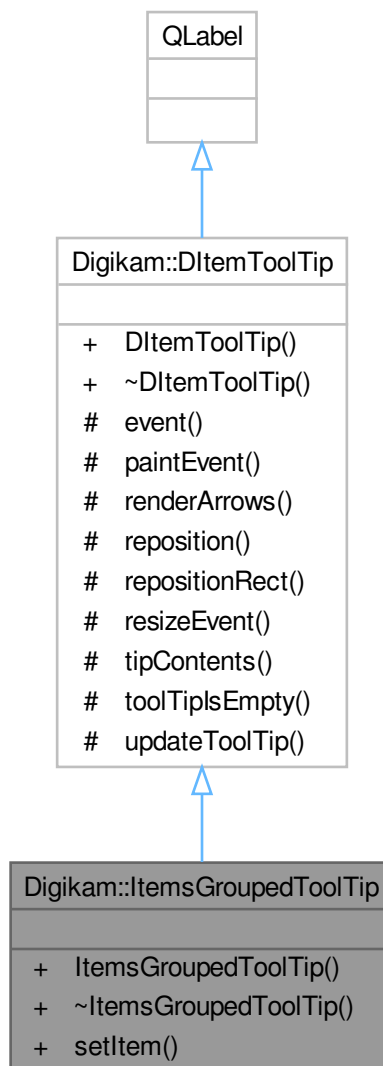 QLabel
Digikam::DItemToolTip
+ DItemToolTip()
+ ~DItemToolTip()
# event()
# paintEvent()
# renderArrows()
# reposition()
# repositionRect()
# resizeEvent()
# tipContents()
# toolTipIsEmpty()
# updateToolTip()
Digikam::ItemsGroupedToolTip
+ ItemsGroupedToolTip()
+ ~ItemsGroupedToolTip()
+ setItem()